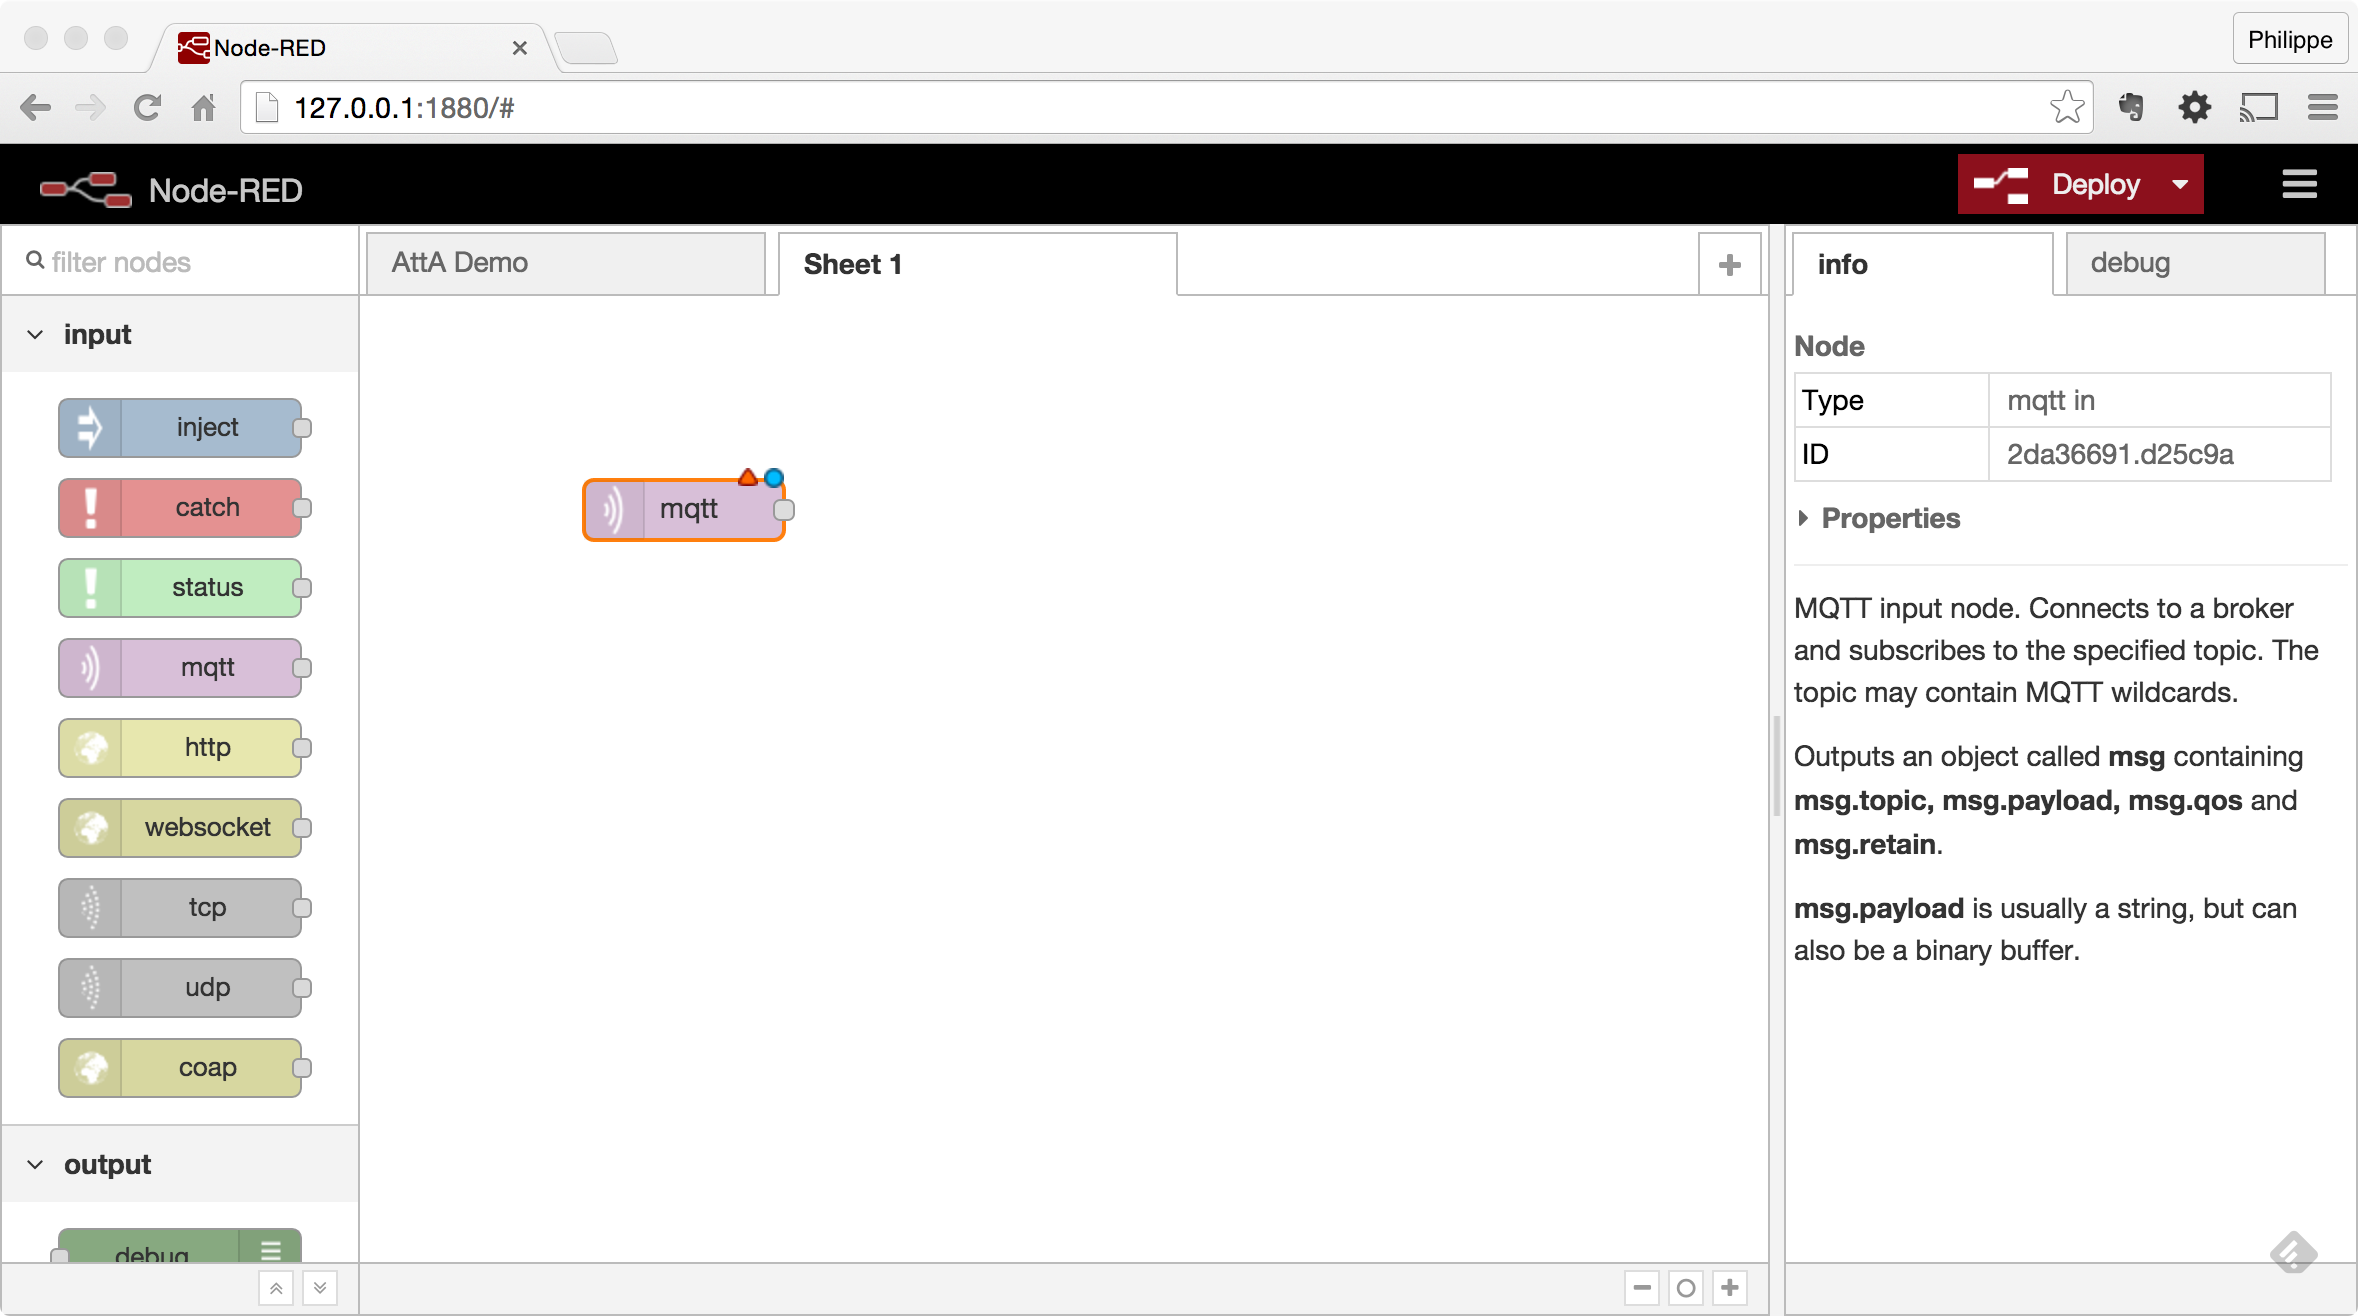 Node-RED
Philippe
127.0.0.1:1880/#
Node-RED
Deploy
filter nodes
AttA Demo
Sheet 1
info
debug
input
inject
catch
status
mqtt
http
websocket
tcp
udp
coap
output
debug
mqtt
Node
Type mqtt in
ID 2da36691.d25c9a
Properties
MQTT input node. Connects to a broker
and subscribes to the specified topic. The
topic may contain MQTT wildcards.
Outputs an object called msg containing
msg.topic, msg.payload, msg.qos and
msg.retain.
msg.payload is usually a string, but can
also be a binary buffer.